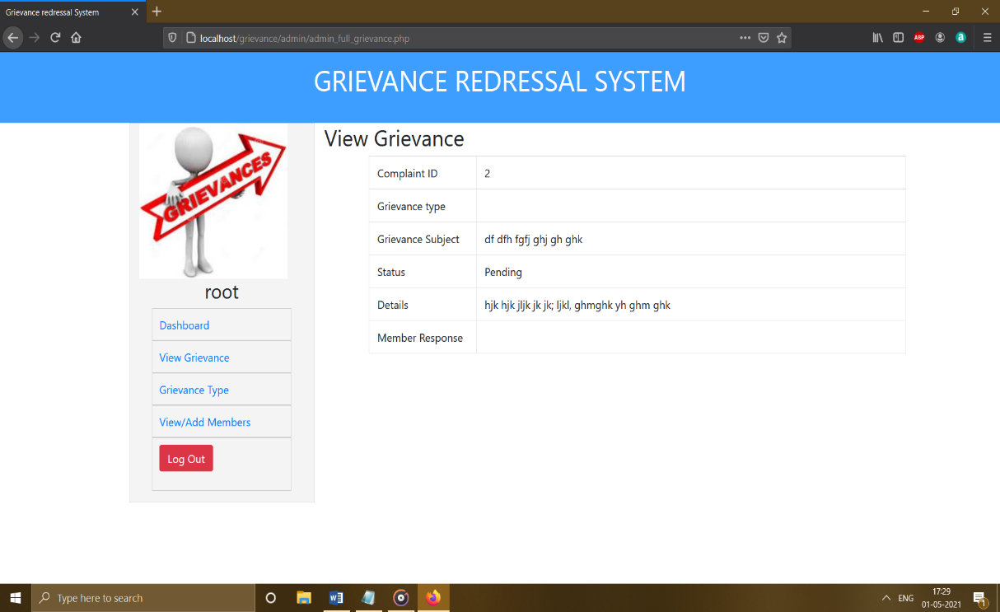 Grievance redressal System
localhost/grievance/admin/admin_full_grievance.php
ABP
a
GRIEVANCE REDRESSAL SYSTEM
GRIEVANCES
root
Dashboard
View Grievance
Grievance Type
View/Add Members
Log Out
View Grievance
Complaint ID 2
Grievance type
Grievance Subject df dfh fgfj ghj gh ghk
Status Pending
Details hjk hjk jljk jk jk; ljkl, ghmghk yh ghm ghk
Member Response
Type here to search
W
ENG
17:29
01-05-2021
1